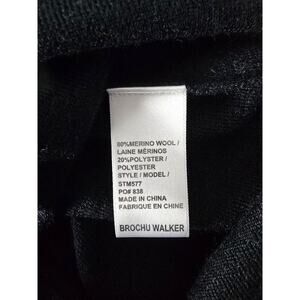 80%MERINO WOOL /
LAINE MÉRINOS
20%POLYSTER /
POLYESTER
STYLE / MODEL /
STM577
PO# 838
MADE IN CHINA
FABRIQUE EN CHINE
BROCHU WALKER